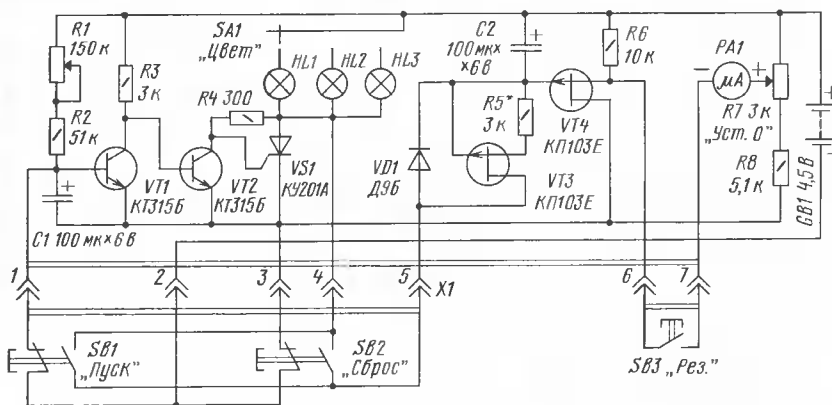 R1
150 к
R2
51 к
R3
3 к
R4 300
SA1
„Цвет"
HL1
HL2
HL3
C2
100 мк×
×6 В
R6
10 к
PA1
μA
R7 3 к
„Уст. 0"
R8
5,1 к
GB1 4,5 В
R5*
3 к
VT4
КП103Е
VT3
КП103Е
VD1
Д9Б
VS1
КУ201А
VT2
КТ315Б
VT1
КТ315Б
C1 100 мк×6 В
1
2
3
4
5
X1
6
7
SB1
„Пуск"
SB2
„Сброс"
SB3 „Рез."